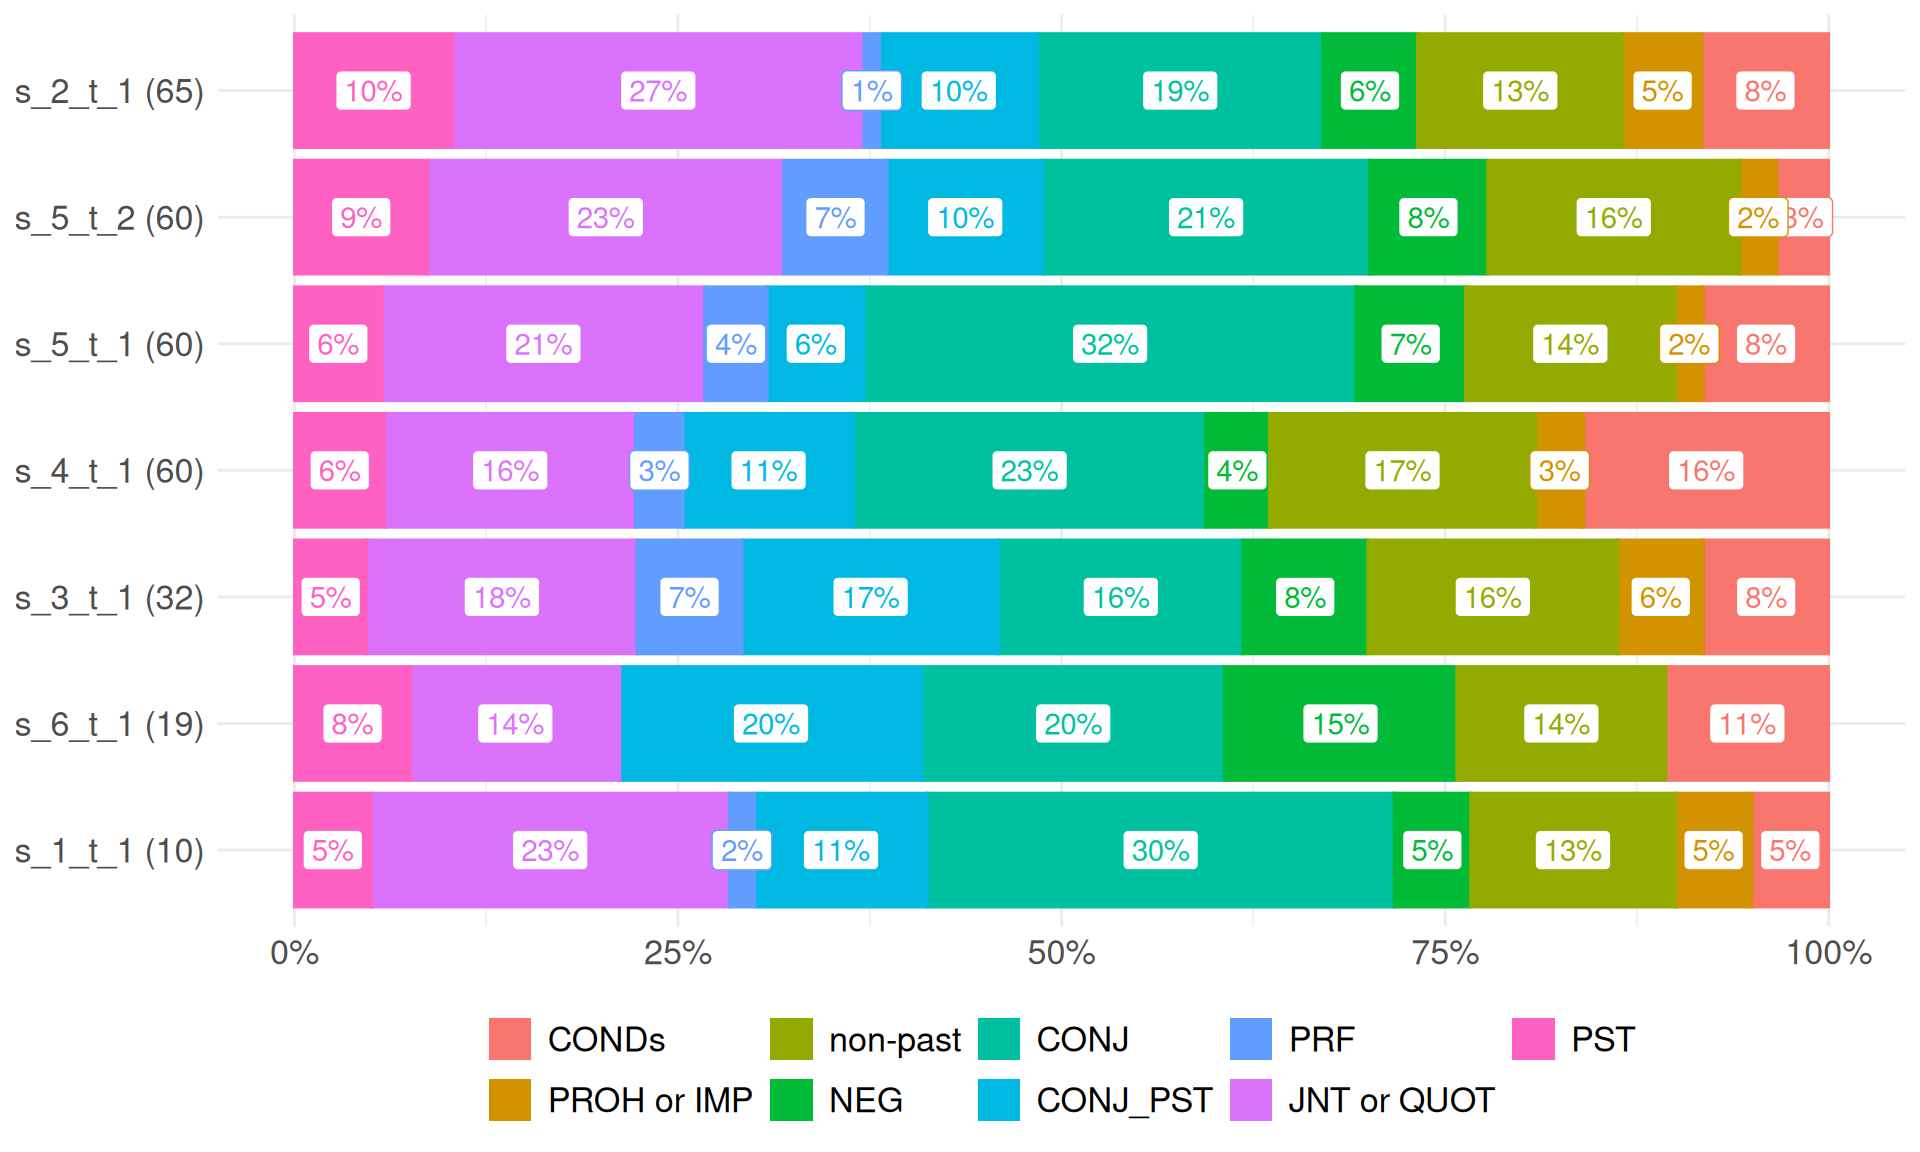 s_2_t_1 (65) 10% 27% 1% 10% 19% 6% 13% 5% 8%
s_5_t_2 (60) 9% 23% 7% 10% 21% 8% 16% 2% 3%
s_5_t_1 (60) 6% 21% 4% 6% 32% 7% 14% 2% 8%
s_4_t_1 (60) 6% 16% 3% 11% 23% 4% 17% 3% 16%
s_3_t_1 (32) 5% 18% 7% 17% 16% 8% 16% 6% 8%
s_6_t_1 (19) 8% 14% 20% 20% 15% 14% 11%
s_1_t_1 (10) 5% 23% 2% 11% 30% 5% 13% 5% 5%
0% 25% 50% 75% 100%
CONDs non-past CONJ PRF PST
PROH or IMP NEG CONJ_PST JNT or QUOT